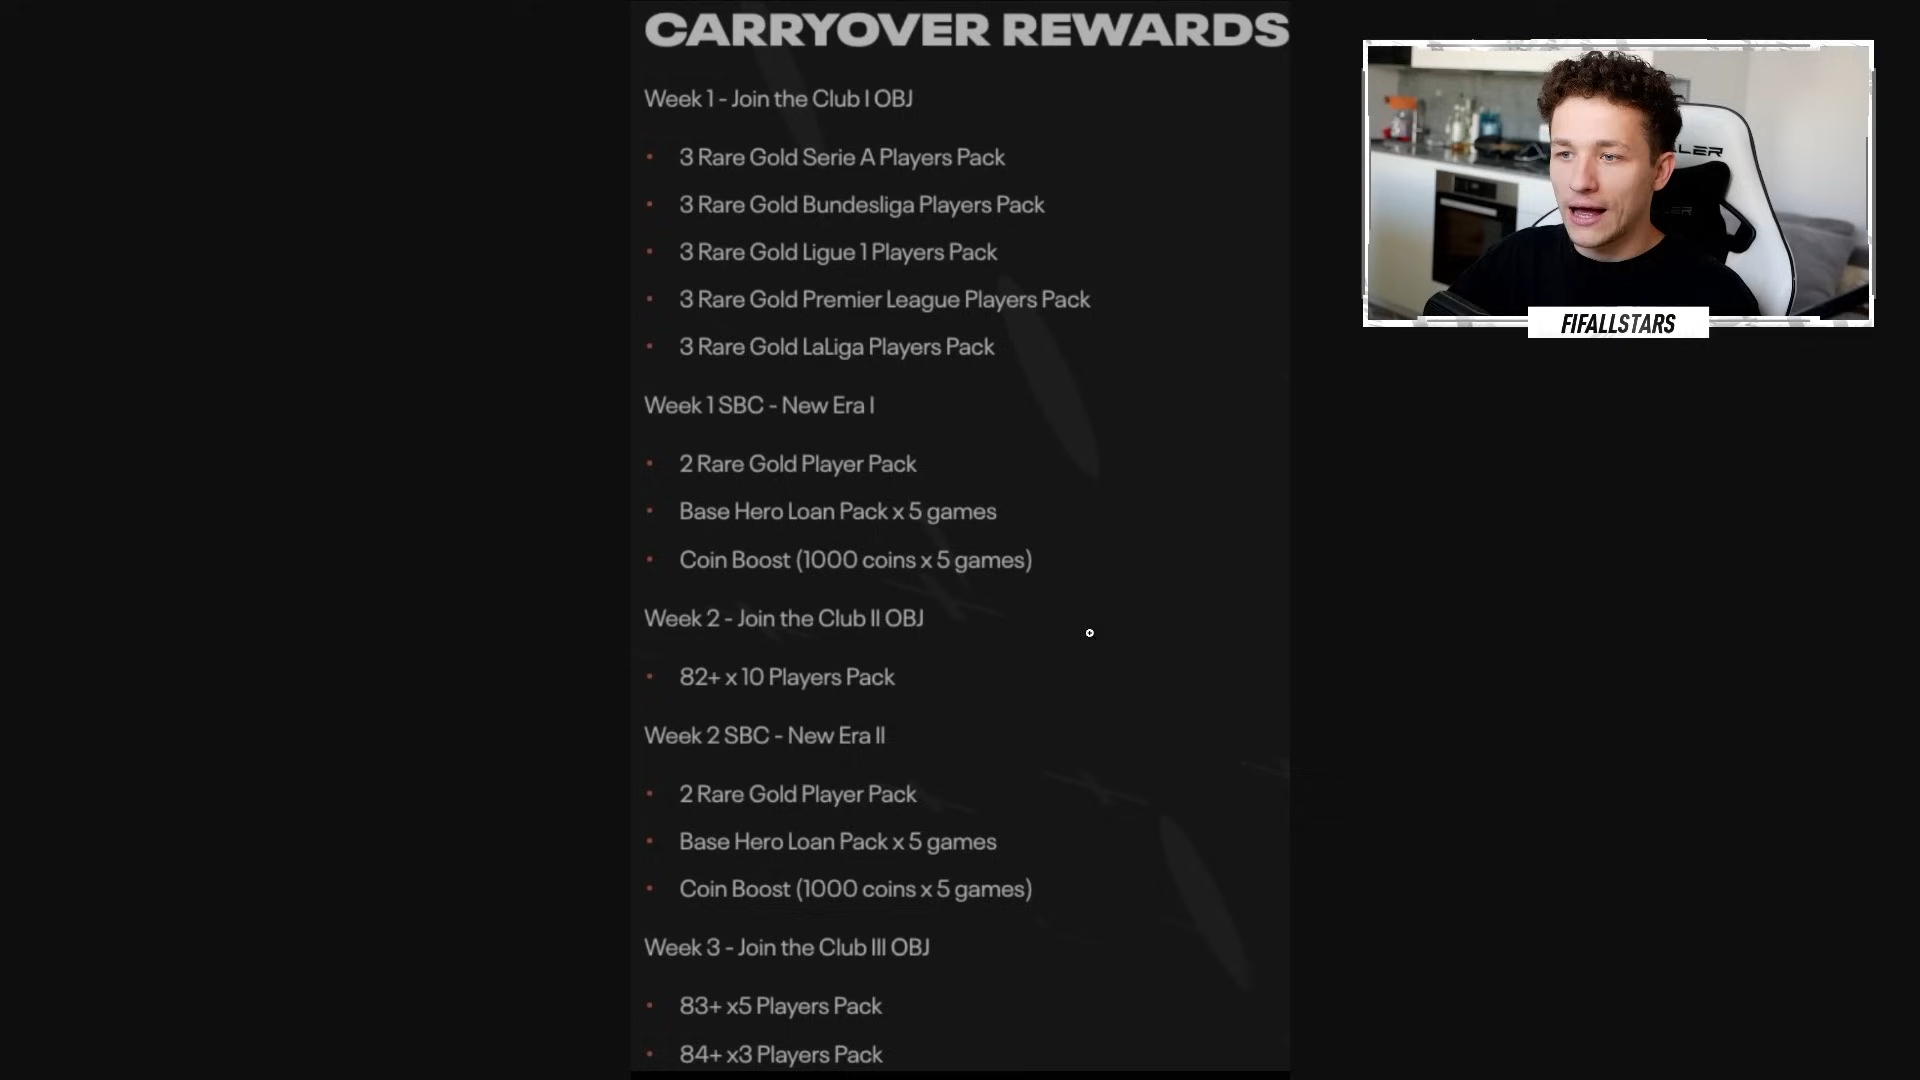 CARRYOVER REWARDS
Week 1 - Join the Club I OBJ
3 Rare Gold Serie A Players Pack
3 Rare Gold Bundesliga Players Pack
3 Rare Gold Ligue 1 Players Pack
3 Rare Gold Premier League Players Pack
3 Rare Gold LaLiga Players Pack
Week 1 SBC - New Era I
2 Rare Gold Player Pack
Base Hero Loan Pack x 5 games
Coin Boost (1000 coins x 5 games)
Week 2 - Join the Club II OBJ
82+ x 10 Players Pack
Week 2 SBC - New Era II
2 Rare Gold Player Pack
Base Hero Loan Pack x 5 games
Coin Boost (1000 coins x 5 games)
Week 3 - Join the Club III OBJ
83+ x5 Players Pack
84+ x3 Players Pack
FIFALLSTARS